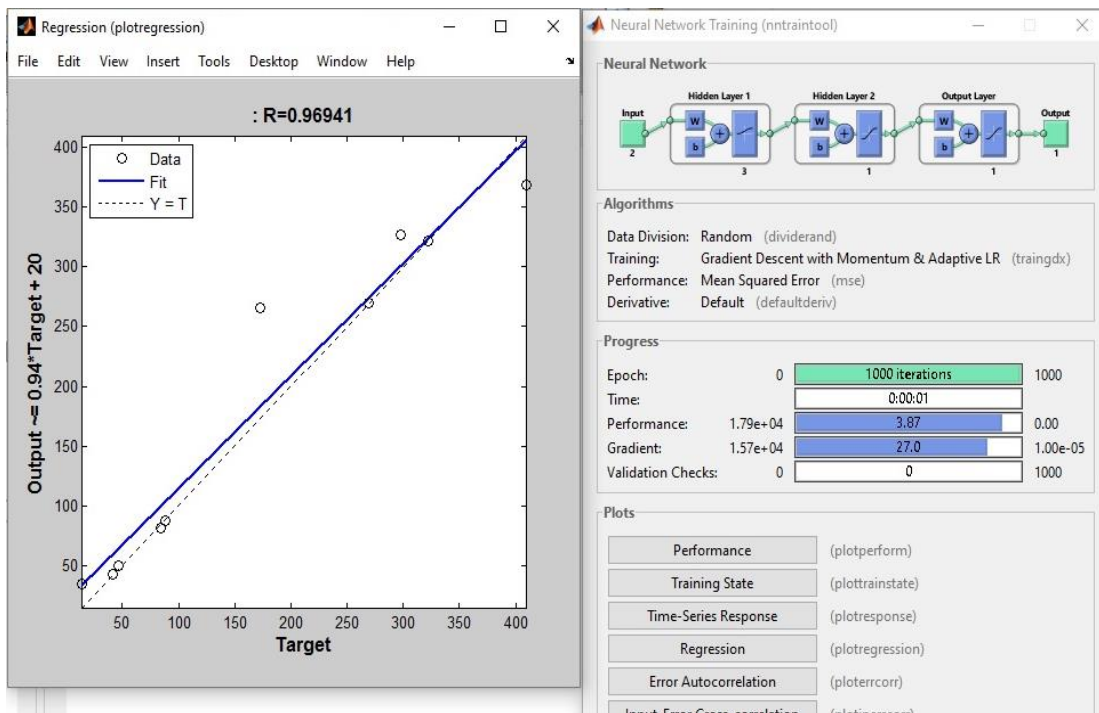 Regression (plotregression)
File Edit View Insert Tools Desktop Window Help
: R=0.96941
Output ~= 0.94*Target + 20
400
350
300
250
200
150
100
50
Data
Fit
Y = T
50 100 150 200 250 300 350 400
Target
Neural Network Training (nntraintool)
Neural Network
Hidden Layer 1 Hidden Layer 2 Output Layer
Input Output
W W W
+ + +
b b b
2 3 1 1 1
Algorithms
Data Division: Random (dividerand)
Training: Gradient Descent with Momentum & Adaptive LR (traingdx)
Performance: Mean Squared Error (mse)
Derivative: Default (defaultderiv)
Progress
Epoch: 0 1000 iterations 1000
Time: 0:00:01
Performance: 1.79e+04 3.87 0.00
Gradient: 1.57e+04 27.0 1.00e-05
Validation Checks: 0 0 1000
Plots
Performance (plotperform)
Training State (plottrainstate)
Time-Series Response (plotresponse)
Regression (plotregression)
Error Autocorrelation (ploterrcorr)
Input-Error Cross-correlation (plotinerrcorr)